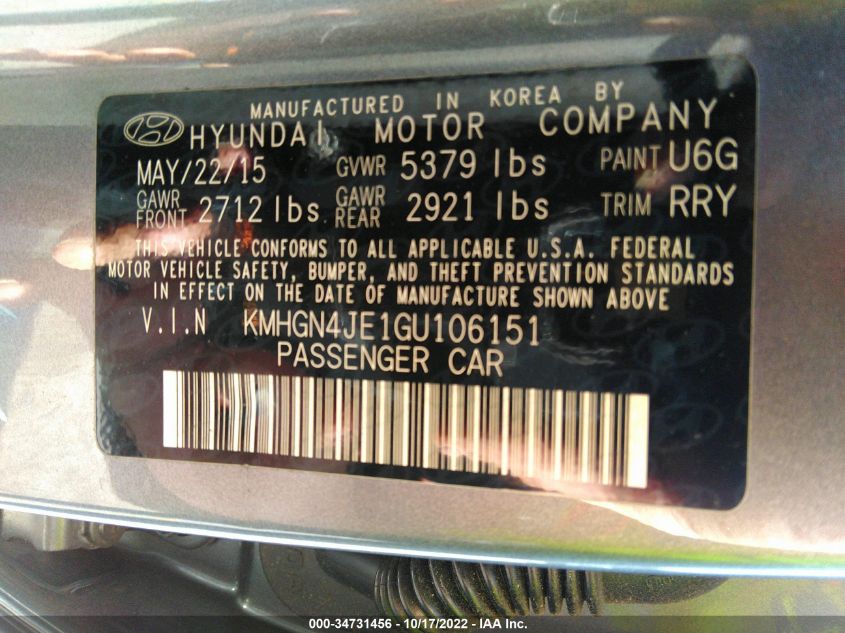 MANUFACTURED IN KOREA BY
HYUNDAI MOTOR COMPANY
MAY/22/15 GVWR 5379 lbs PAINT U6G
GAWR FRONT 2712 lbs. GAWR REAR 2921 lbs TRIM RRY
THIS VEHICLE CONFORMS TO ALL APPLICABLE U.S.A. FEDERAL
MOTOR VEHICLE SAFETY, BUMPER, AND THEFT PREVENTION STANDARDS
IN EFFECT ON THE DATE OF MANUFACTURE SHOWN ABOVE
V.I.N KMHGN4JE1GU106151
PASSENGER CAR
000-34731456 - 10/17/2022 - IAA Inc.